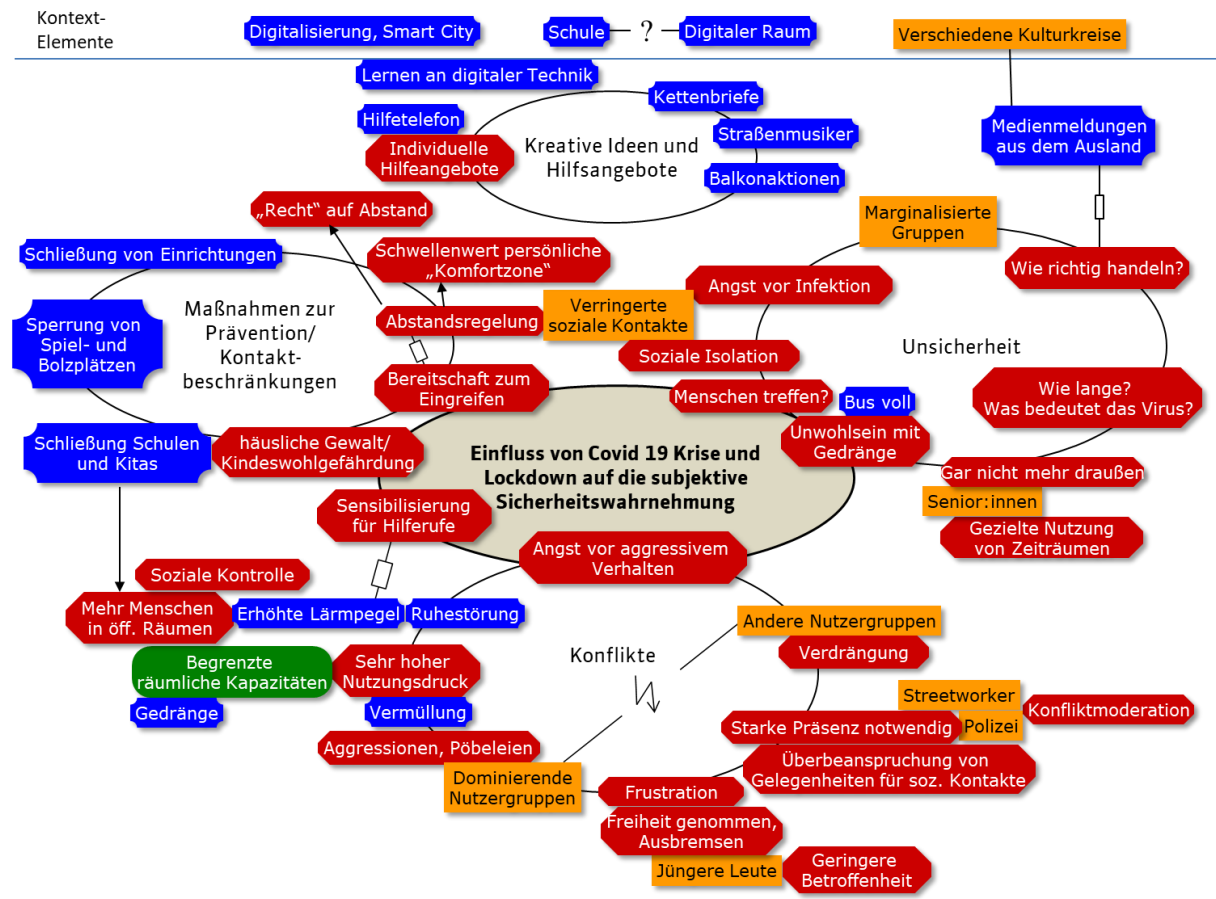 Kontext-
Elemente
Digitalisierung, Smart City
Schule
?
Digitaler Raum
Verschiedene Kulturkreise
Lernen an digitaler Technik
Kettenbriefe
Hilfetelefon
Straßenmusiker
Individuelle
Hilfeangebote
Kreative Ideen und
Hilfsangebote
Balkonaktionen
Medienmeldungen
aus dem Ausland
„Recht“ auf Abstand
Marginalisierte
Gruppen
Schließung von Einrichtungen
Schwellenwert persönliche
„Komfortzone“
Wie richtig handeln?
Angst vor Infektion
Sperrung von
Spiel- und
Bolzplätzen
Maßnahmen zur
Prävention/
Kontakt-
beschränkungen
Abstandsregelung
Verringerte
soziale Kontakte
Soziale Isolation
Unsicherheit
Bereitschaft zum
Eingreifen
Menschen treffen?
Bus voll
Wie lange?
Was bedeutet das Virus?
Schließung Schulen
und Kitas
häusliche Gewalt/
Kindeswohlgefährdung
Einfluss von Covid 19 Krise und
Lockdown auf die subjektive
Sicherheitswahrnehmung
Unwohlsein mit
Gedränge
Gar nicht mehr draußen
Senior:innen
Gezielte Nutzung
von Zeiträumen
Sensibilisierung
für Hilferufe
Angst vor aggressivem
Verhalten
Soziale Kontrolle
Mehr Menschen
in öff. Räumen
Erhöhte Lärmpegel
Ruhestörung
Andere Nutzergruppen
Verdrängung
Konflikte
Begrenzte
räumliche Kapazitäten
Sehr hoher
Nutzungsdruck
Gedränge
Vermüllung
Streetworker
Konfliktmoderation
Starke Präsenz notwendig
Polizei
Aggressionen, Pöbeleien
Überbeanspruchung von
Gelegenheiten für soz. Kontakte
Dominierende
Nutzergruppen
Frustration
Freiheit genommen,
Ausbremsen
Jüngere Leute
Geringere
Betroffenheit